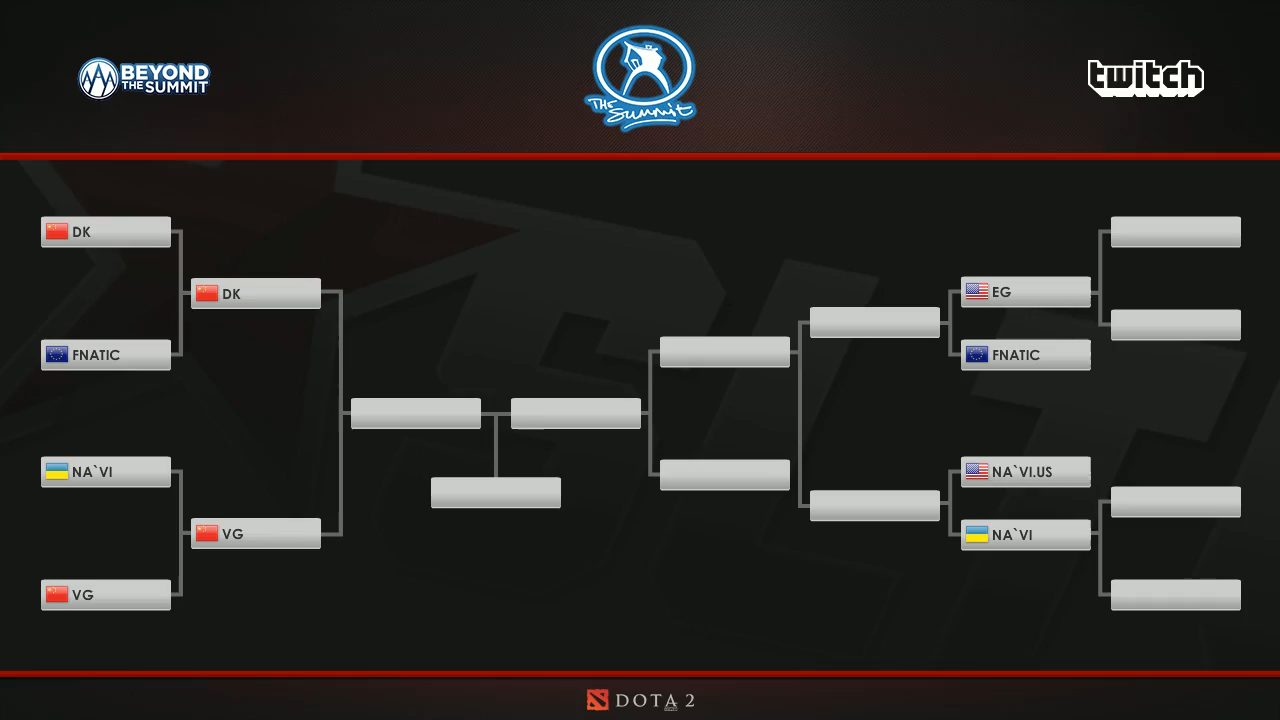 BEYOND
THE SUMMIT
THE
Summit
twitch
DK
FNATIC
NA`VI
VG
DK
VG
EG
FNATIC
NA`VI.US
NA`VI
DOTA 2